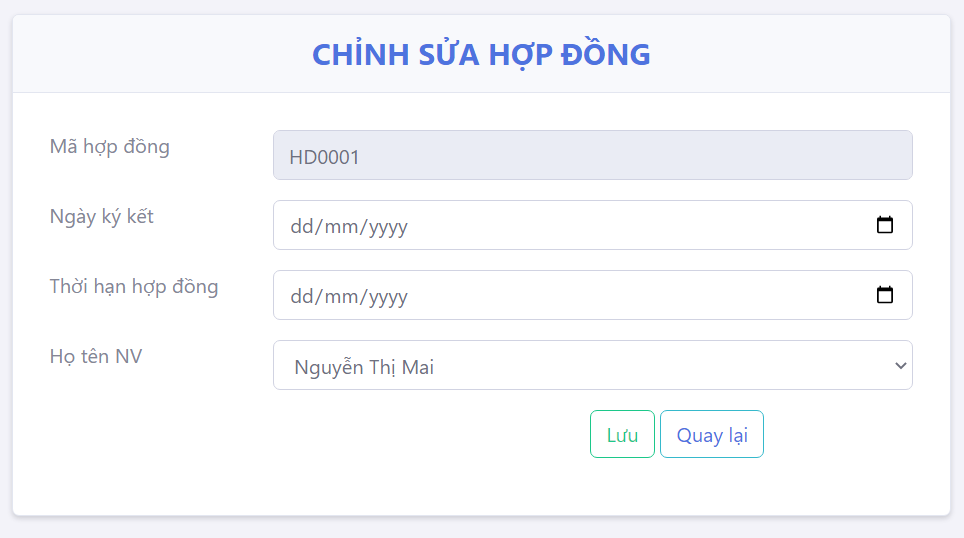 CHỈNH SỬA HỢP ĐỒNG
Mã hợp đồng
HD0001
Ngày ký kết
dd/mm/yyyy
Thời hạn hợp đồng
dd/mm/yyyy
Họ tên NV
Nguyễn Thị Mai
Lưu
Quay lại